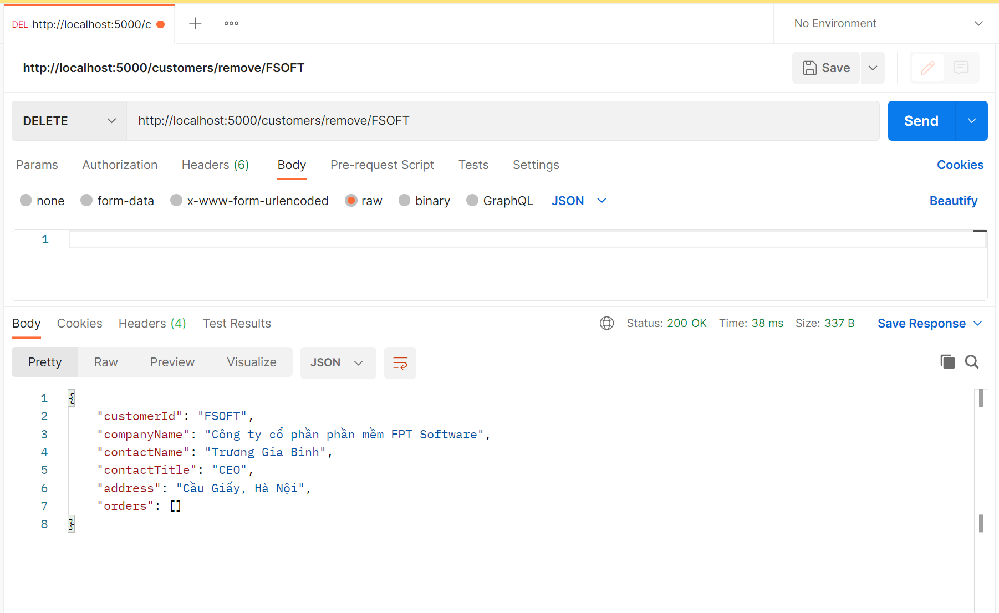 DEL http://localhost:5000/c
No Environment
http://localhost:5000/customers/remove/FSOFT
Save
DELETE http://localhost:5000/customers/remove/FSOFT Send
Params Authorization Headers (6) Body Pre-request Script Tests Settings Cookies
none form-data x-www-form-urlencoded raw binary GraphQL JSON Beautify
1
Body Cookies Headers (4) Test Results Status: 200 OK Time: 38 ms Size: 337 B Save Response
Pretty Raw Preview Visualize JSON
1 {
2 "customerId": "FSOFT",
3 "companyName": "Công ty cổ phần phần mềm FPT Software",
4 "contactName": "Trương Gia Bình",
5 "contactTitle": "CEO",
6 "address": "Cầu Giấy, Hà Nội",
7 "orders": []
8 }